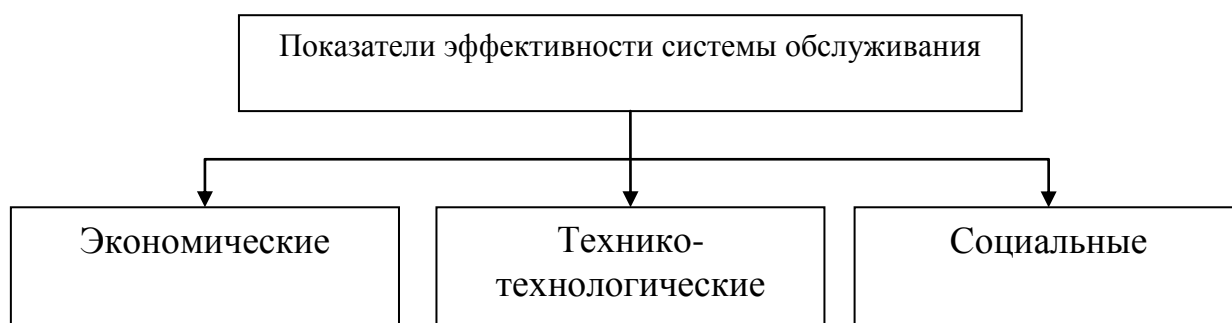 Показатели эффективности системы обслуживания
Экономические
Технико-
технологические
Социальные